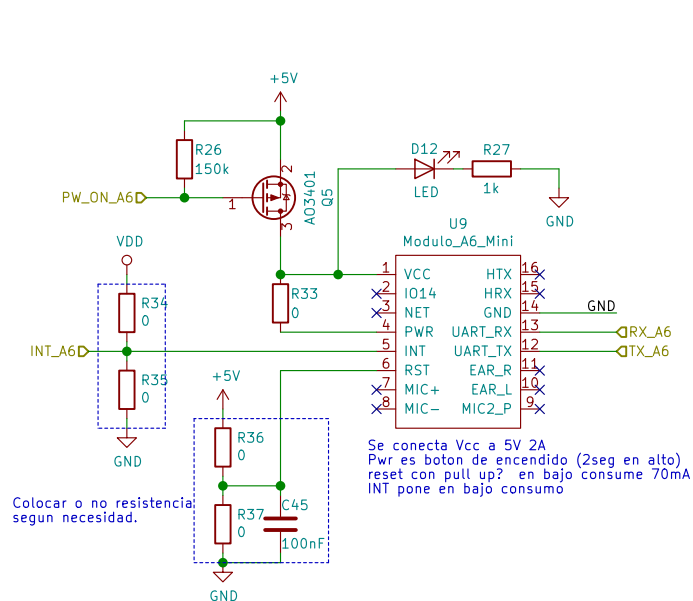 +5V
R26
150k
PW_ON_A6
1
2
3
AO3401
Q5
D12
LED
R27
1k
GND
U9
Modulo_A6_Mini
VDD
R34
0
INT_A6
R35
0
GND
R33
0
1 VCC HTX 16
2 IO14 HRX 15
3 NET GND 14 GND
4 PWR UART_RX 13 RX_A6
5 INT UART_TX 12 TX_A6
6 RST EAR_R 11
7 MIC+ EAR_L 10
8 MIC- MIC2_P 9
+5V
R36
0
R37
0
C45
100nF
GND
Se conecta Vcc a 5V 2A
Pwr es boton de encendido (2seg en alto)
reset con pull up? en bajo consume 70mA
INT pone en bajo consumo
Colocar o no resistencia
segun necesidad.